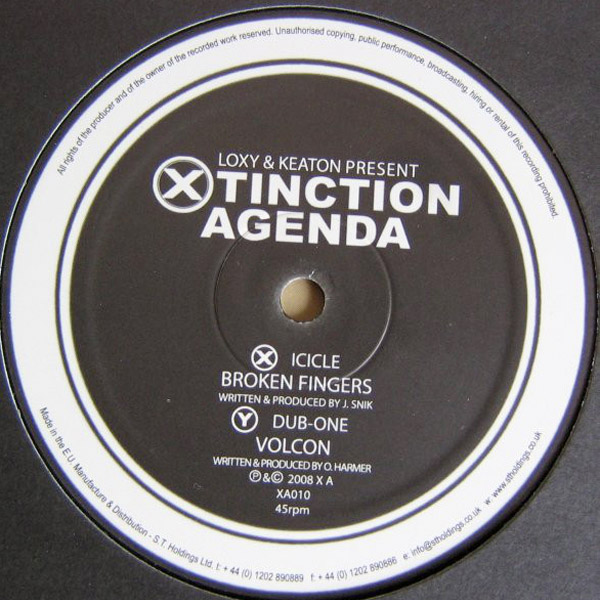 All rights of the producer and of the owner of the recorded work reserved. Unauthorised copying, public performance, broadcasting, hiring or rental of this recording prohibited.
LOXY & KEATON PRESENT
XTINCTION
AGENDA
X ICICLE
BROKEN FINGERS
WRITTEN & PRODUCED BY J. SNIK
Y DUB-ONE
VOLCON
WRITTEN & PRODUCED BY O. HARMER
℗ & © 2008 X A
XA010
45rpm
Made in the E.U. Manufacture & Distribution - S.T. Holdings Ltd. t: + 44 (0) 1202 890889 f: + 44 (0) 1202 890886 e: info@stholdings.co.uk w: www.stholdings.co.uk